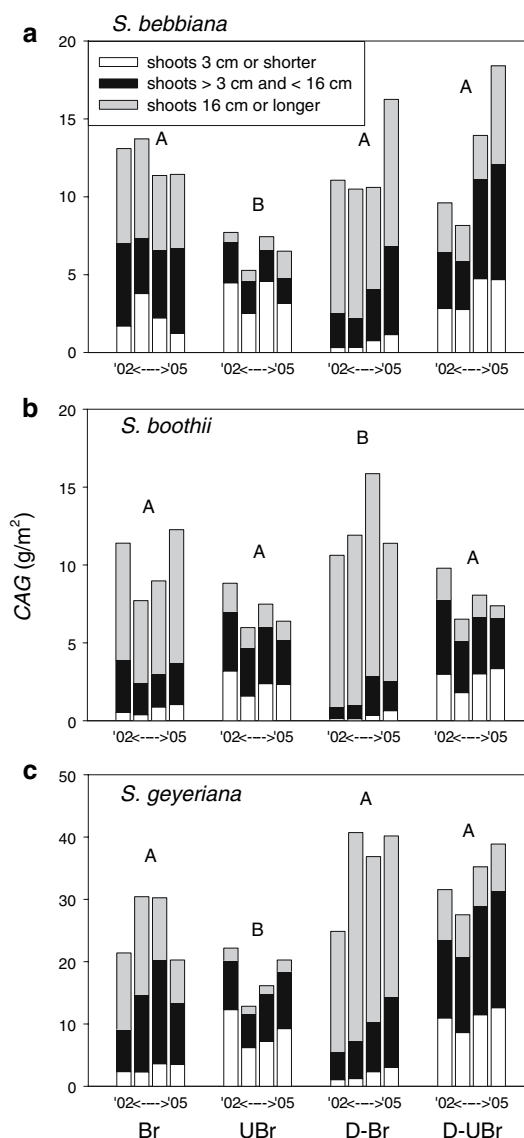 a
S. bebbiana
20
shoots 3 cm or shorter
shoots > 3 cm and < 16 cm
shoots 16 cm or longer
15
A
B
A
A
10
5
0
'02<---->'05
'02<---->'05
'02<---->'05
'02<---->'05
b
S. boothii
20
15
A
A
B
A
10
5
0
CAG (g/m²)
'02<---->'05
'02<---->'05
'02<---->'05
'02<---->'05
c
S. geyeriana
50
40
A
B
A
A
30
20
10
0
'02<---->'05
'02<---->'05
'02<---->'05
'02<---->'05
Br
UBr
D-Br
D-UBr